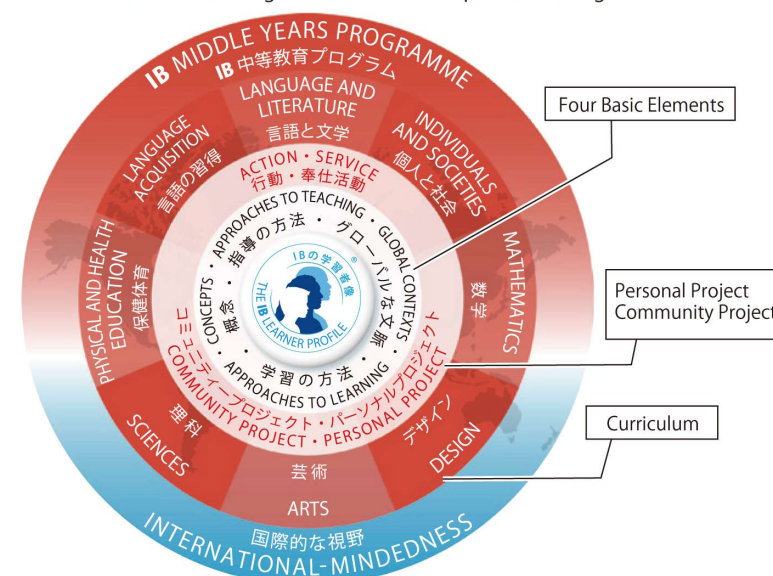 IB MIDDLE YEARS PROGRAMME
IB 中等教育プログラム
LANGUAGE AND
LITERATURE
言語と文学
LANGUAGE
ACQUISITION
言語の習得
INDIVIDUALS
AND SOCIETIES
個人と社会
PHYSICAL AND HEALTH
EDUCATION
保健体育
MATHEMATICS
数学
SCIENCES
理科
芸術
ARTS
デザイン
DESIGN
ACTION・SERVICE
行動・奉仕活動
コミュニティープロジェクト・パーソナルプロジェクト
COMMUNITY PROJECT・PERSONAL PROJECT
CONCEPTS・APPROACHES TO TEACHING・GLOBAL CONTEXTS
概念・指導の方法・グローバルな文脈
・学習の方法・
・APPROACHES TO LEARNING・
IBの学習者像
®
THE IB LEARNER PROFILE
国際的な視野
INTERNATIONAL-MINDEDNESS
Four Basic Elements
Personal Project
Community Project
Curriculum